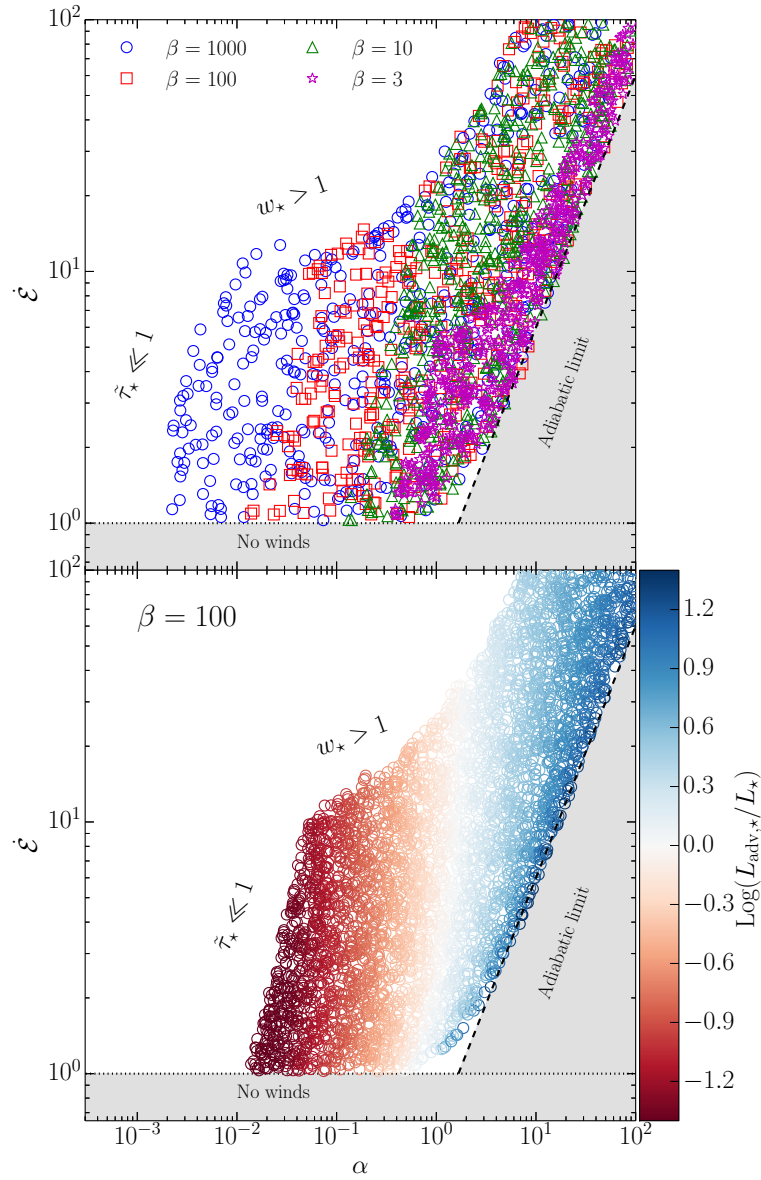 10²
β = 1000
β = 10
β = 100
β = 3
w⋆ > 1
10¹
Ė
τ̃⋆ ≪ 1
Adiabatic limit
10⁰
No winds
10²
β = 100
1.2
0.9
w⋆ > 1
0.6
0.3
10¹
Ė
0.0
Log(L_adv,⋆/L⋆)
τ̃⋆ ≪ 1
Adiabatic limit
−0.3
−0.6
−0.9
10⁰
No winds
−1.2
10⁻³ 10⁻² 10⁻¹ 10⁰ 10¹ 10²
α